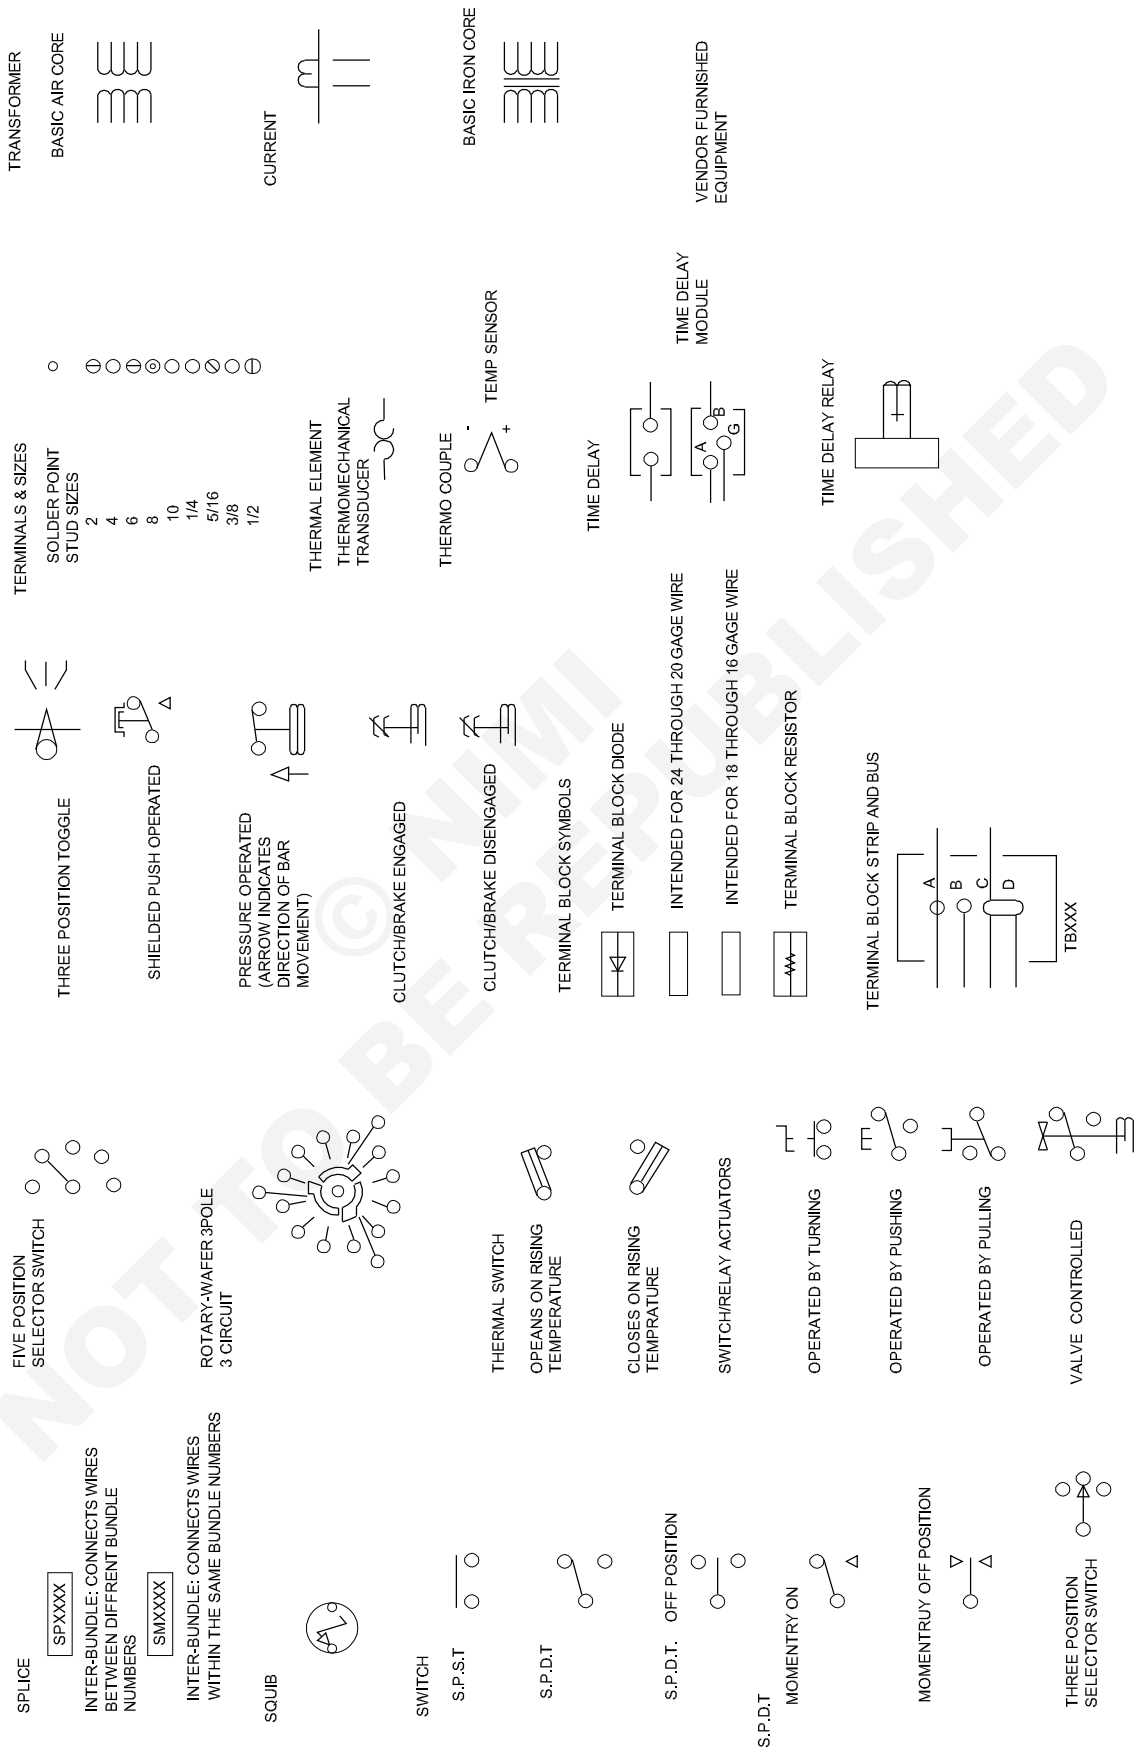 SPLICE
SPXXXX
INTER-BUNDLE: CONNECTS WIRES
BETWEEN DIFFRENT BUNDLE
NUMBERS
SMXXXX
INTER-BUNDLE: CONNECTS WIRES
WITHIN THE SAME BUNDLE NUMBERS
SQUIB
SWITCH
S.P.S.T
S.P.D.T
S.P.D.T. OFF POSITION
S.P.D.T
MOMENTRY ON
MOMENTRUY OFF POSITION
THREE POSITION
SELECTOR SWITCH
FIVE POSITION
SELECTOR SWITCH
ROTARY-WAFER 3POLE
3 CIRCUIT
THERMAL SWITCH
OPEANS ON RISING
TEMPERATURE
CLOSES ON RISING
TEMPRATURE
SWITCH/RELAY ACTUATORS
OPERATED BY TURNING
OPERATED BY PUSHING
OPERATED BY PULLING
VALVE CONTROLLED
THREE POSITION TOGGLE
SHIELDED PUSH OPERATED
PRESSURE OPERATED
(ARROW INDICATES
DIRECTION OF BAR
MOVEMENT)
CLUTCH/BRAKE ENGAGED
CLUTCH/BRAKE DISENGAGED
TERMINAL BLOCK SYMBOLS
TERMINAL BLOCK DIODE
INTENDED FOR 24 THROUGH 20 GAGE WIRE
INTENDED FOR 18 THROUGH 16 GAGE WIRE
TERMINAL BLOCK RESISTOR
TERMINAL BLOCK STRIP AND BUS
A
B
C
D
TBXXX
TERMINALS & SIZES
SOLDER POINT
STUD SIZES
2
4
6
8
10
1/4
5/16
3/8
1/2
THERMAL ELEMENT
THERMOMECHANICAL
TRANSDUCER
THERMO COUPLE
- +
TEMP SENSOR
TIME DELAY
A
B
G
TIME DELAY
MODULE
TIME DELAY RELAY
TRANSFORMER
BASIC AIR CORE
CURRENT
BASIC IRON CORE
VENDOR FURNISHED
EQUIPMENT
© NIMI
NOT TO BE REPUBLISHED